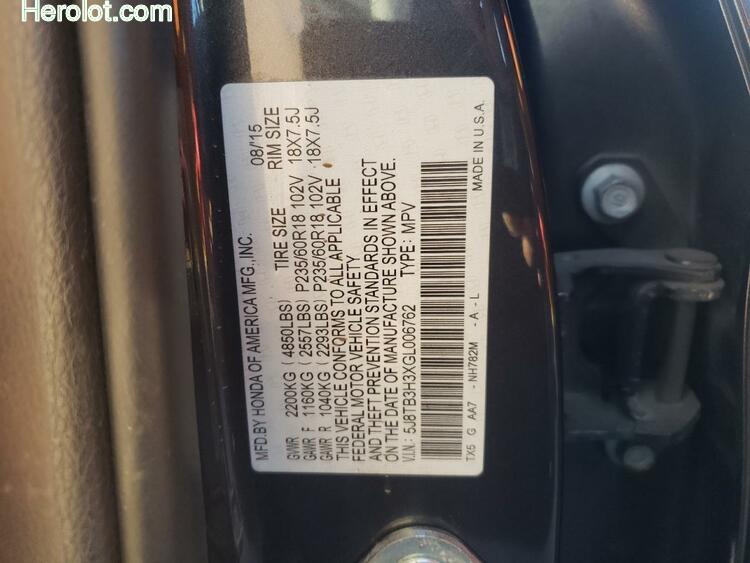 Herolot.com
MFD.BY HONDA OF AMERICA MFG.,INC. 08/'15
TIRE SIZE RIM SIZE
GVWR 2200KG ( 4850LBS)
GAWR F 1160KG ( 2557LBS) P235/60R18 102V 18X7.5J
GAWR R 1040KG ( 2293LBS) P235/60R18 102V 18X7.5J
THIS VEHICLE CONFORMS TO ALL APPLICABLE
FEDERAL MOTOR VEHICLE SAFETY
AND THEFT PREVENTION STANDARDS IN EFFECT
ON THE DATE OF MANUFACTURE SHOWN ABOVE.
V.I.N.: 5J8TB3H3XGL006762 TYPE: MPV
TX5 G AA7 -NH782M -A -L MADE IN U.S.A.